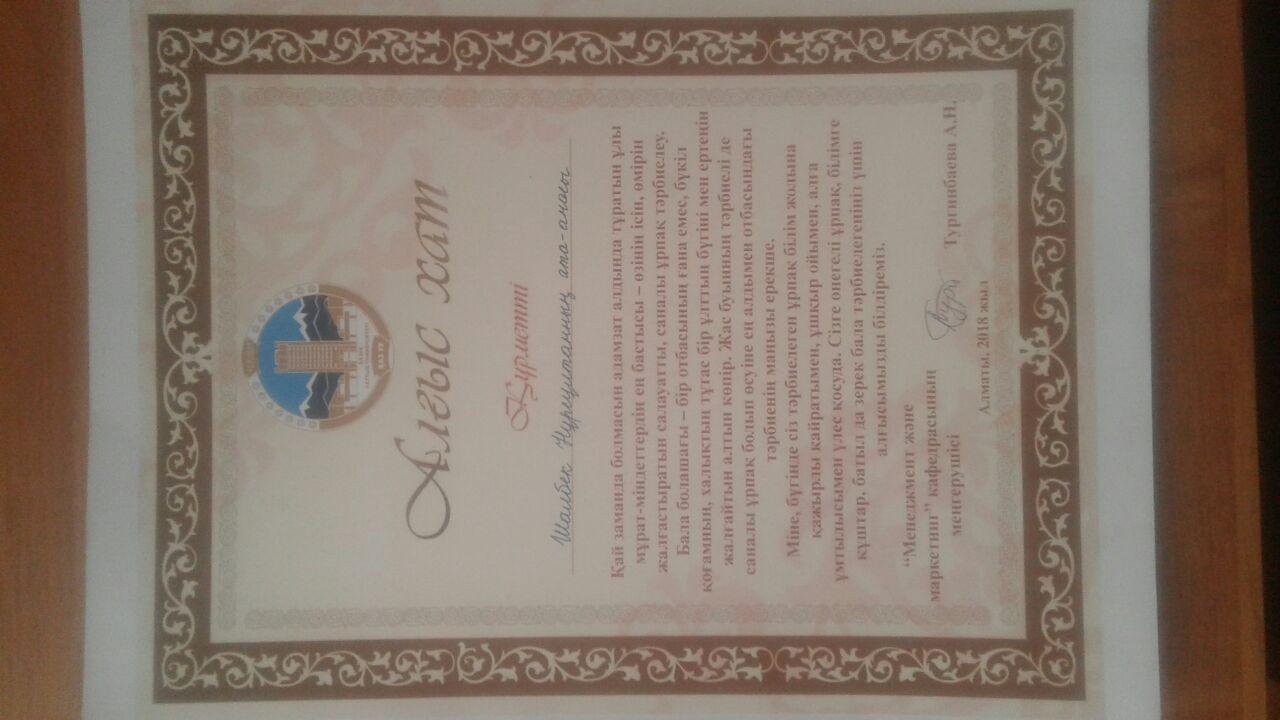 Алғыс хат
Құрметті
Шалбек Нұрсұлтанның ата-анасы
Қай заманда болмасын адамзат алдында тұратын ұлы
мұрат-міндеттердің ең бастысы – өзінің ісін, өмірін
жалғастыратын салауатты, саналы ұрпақ тәрбиелеу.
Бала болашағы – бір отбасының ғана емес, бүкіл
қоғамның, халықтың тұтас бір ұлттың бүгіні мен ертеңін
жалғайтын алтын көпір. Жас буынның тәрбиелі де
саналы ұрпақ болып өсуіне ең алдымен отбасындағы
тәрбиенің маңызы ерекше.
Міне, бүгінде сіз тәрбиелеген ұрпақ білім жолына
қажырлы қайратымен, ұшқыр ойымен, алға
ұмтылысымен үлес қосуда. Сізге өнегелі ұрпақ, білімге
құштар, батыл да зерек бала тәрбиелегеніңіз үшін
алғысымызды білдіреміз.
“Менеджмент және
маркетинг” кафедрасының
меңгерушісі
Тургинбаева А.Н.
Алматы, 2018 жыл